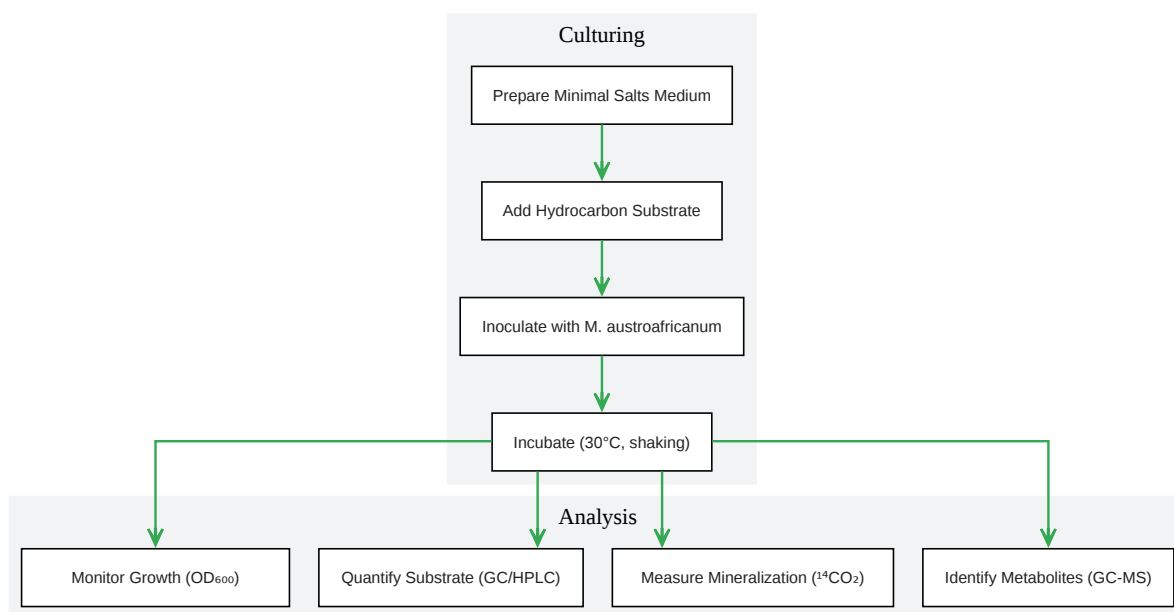 Culturing
Prepare Minimal Salts Medium
Add Hydrocarbon Substrate
Inoculate with M. austroafricanum
Incubate (30°C, shaking)
Analysis
Monitor Growth (OD₆₀₀)
Quantify Substrate (GC/HPLC)
Measure Mineralization (¹⁴CO₂)
Identify Metabolites (GC-MS)